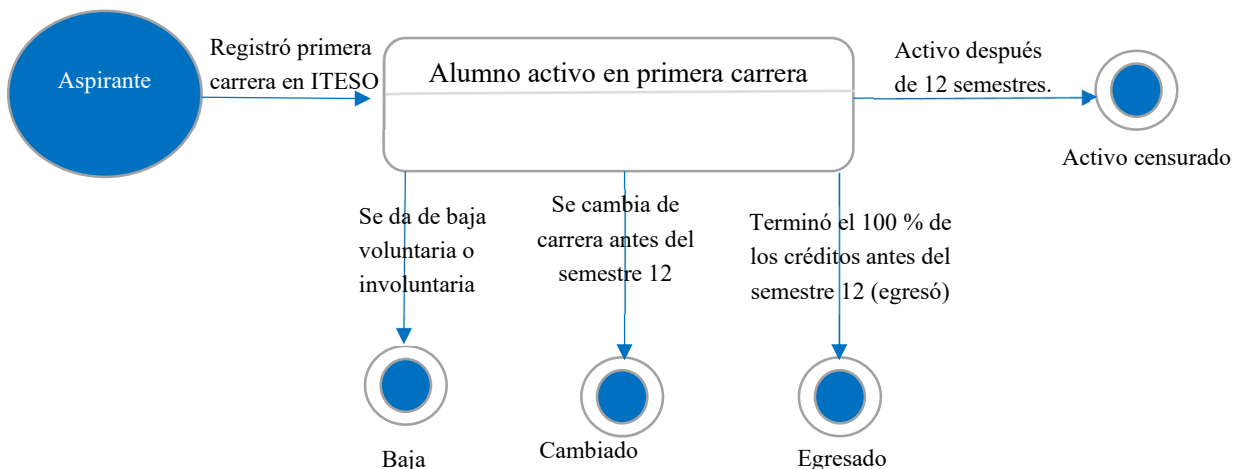 Aspirante
Registró primera
carrera en ITESO
Alumno activo en primera carrera
Activo después
de 12 semestres.
Activo censurado
Se da de baja
voluntaria o
involuntaria
Se cambia de
carrera antes del
semestre 12
Terminó el 100 % de
los créditos antes del
semestre 12 (egresó)
Baja
Cambiado
Egresado